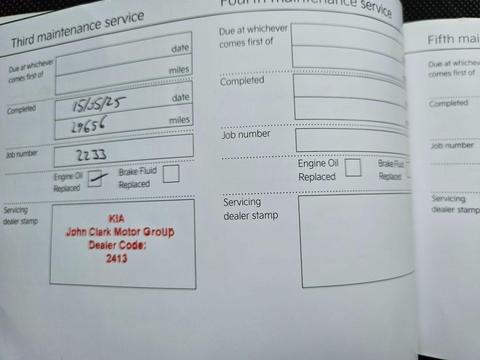 Third maintenance service
Due at whichever comes first of
date
miles
Completed
15/05/25 date
29656 miles
Job number
2233
Engine Oil Replaced
Brake Fluid Replaced
Servicing dealer stamp
KIA
John Clark Motor Group
Dealer Code:
2413
Fourth maintenance service
Due at whichever
comes first of
Completed
Job number
Engine Oil
Replaced
Brake Fluid
Replaced
Servicing
dealer stamp
Fifth mai
Due at whichev
comes first of
Completed
Job number
Servicing
dealer stamp